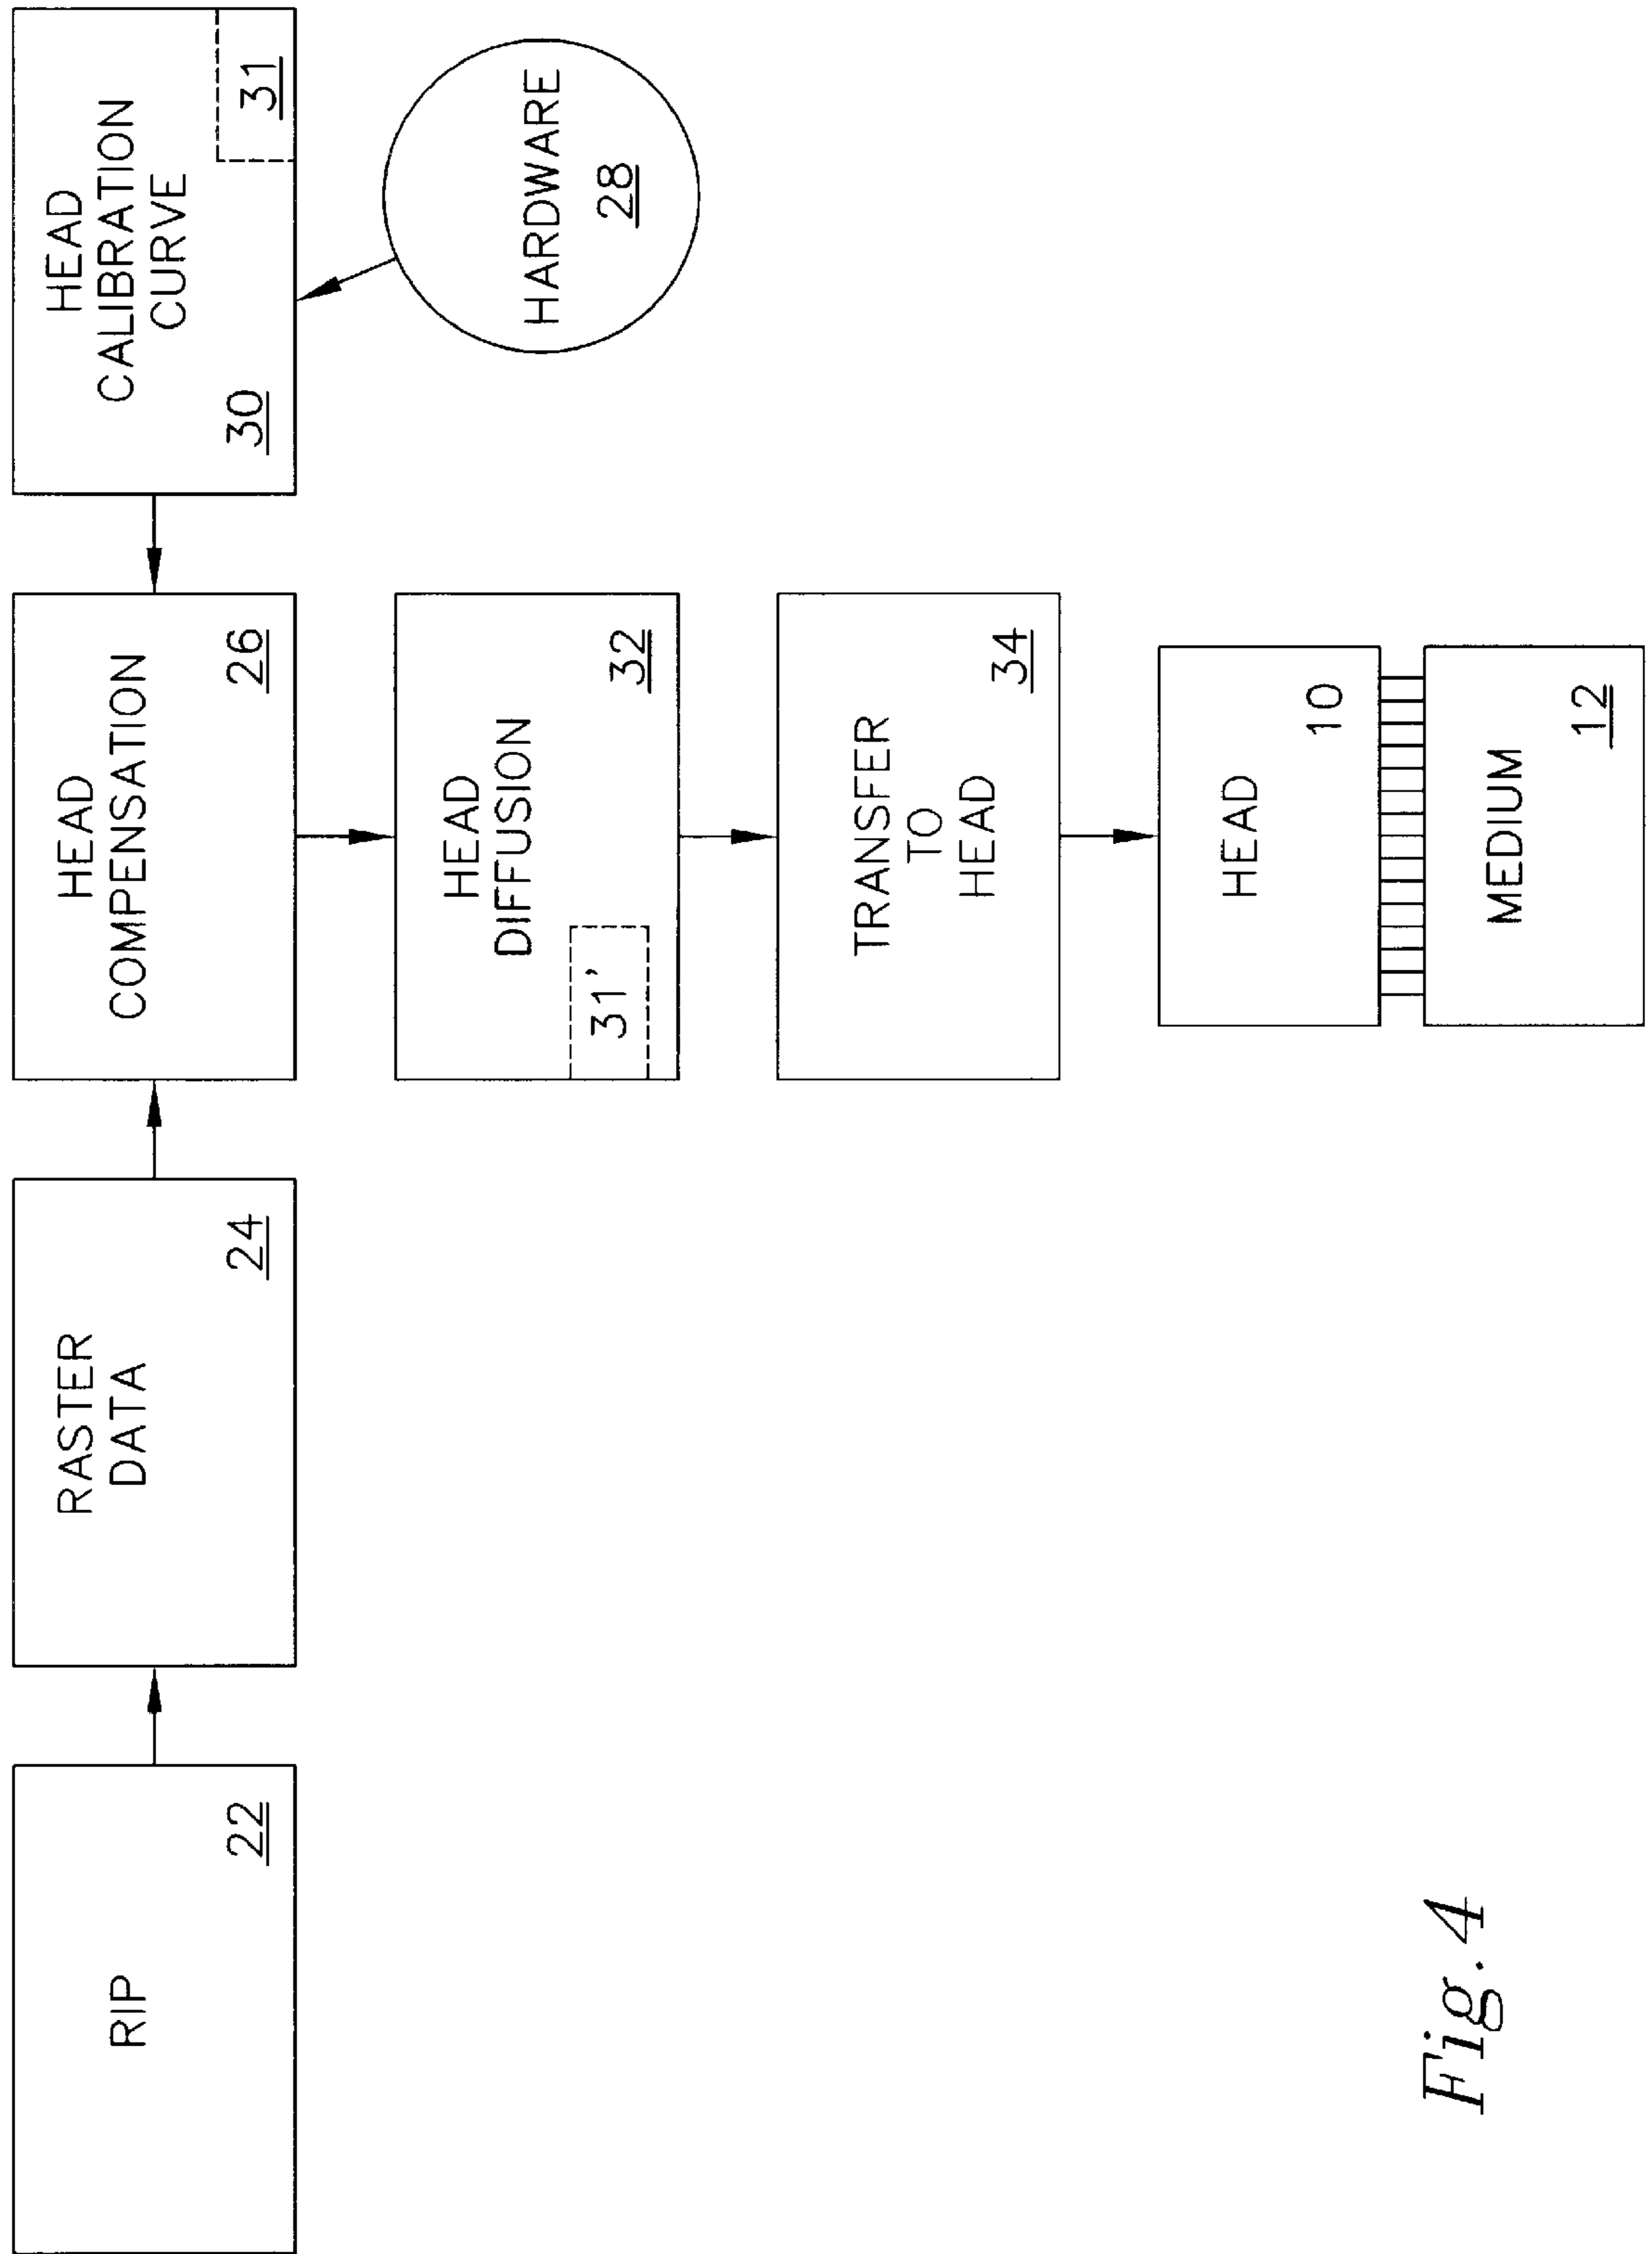 RIP
22
RASTER
DATA
24
HEAD
COMPENSATION
26
HEAD
CALIBRATION
CURVE
30
31
HARDWARE
28
HEAD
DIFFUSION
31'
32
TRANSFER
TO
HEAD
34
HEAD
10
MEDIUM
12
Fig. 4